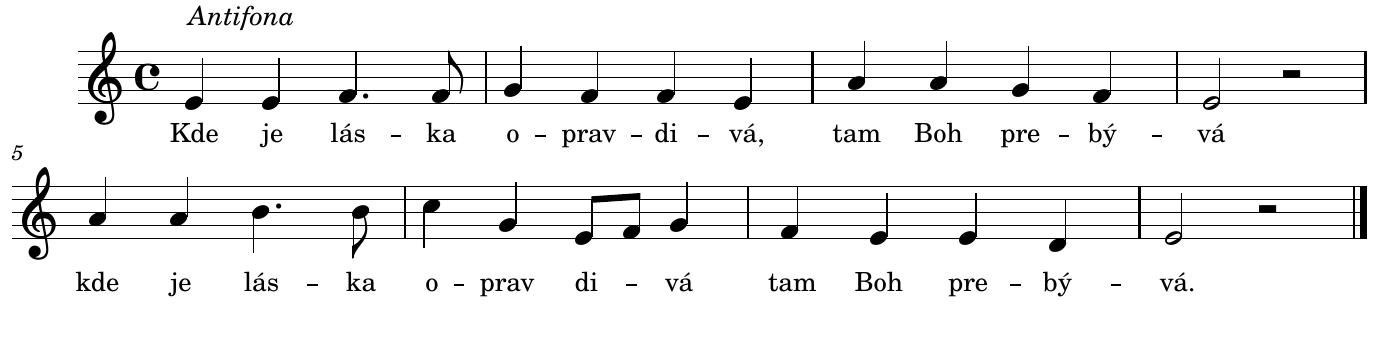 Antifona
Kde je lás – ka o – prav – di – vá, tam Boh pre – bý – vá
5
kde je lás – ka o – prav di – vá tam Boh pre – bý – vá.